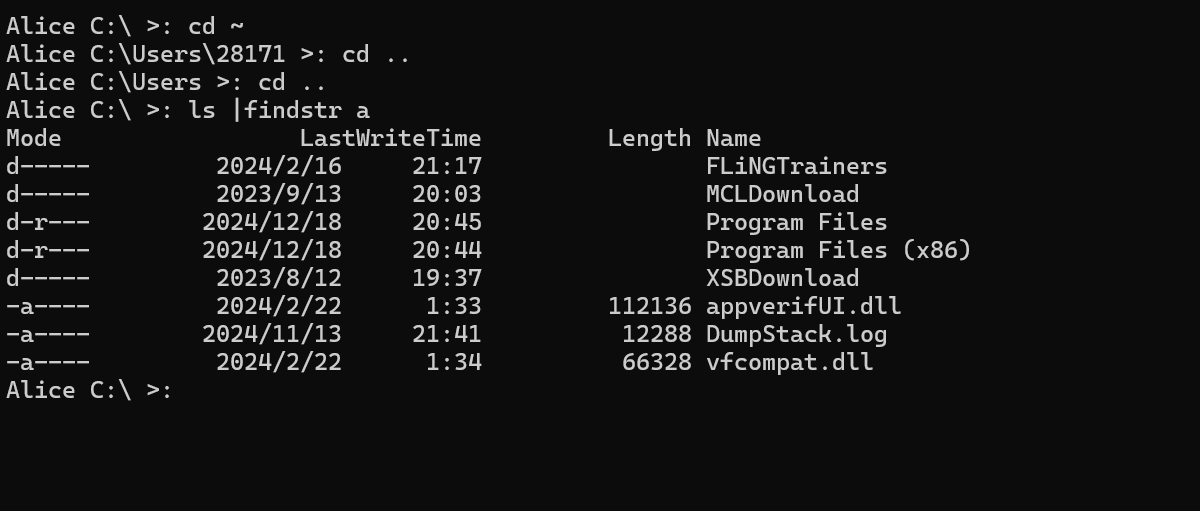 Alice C:\ >: cd ~
Alice C:\Users\28171 >: cd ..
Alice C:\Users >: cd ..
Alice C:\ >: ls |findstr a
Mode                 LastWriteTime         Length Name
d-----         2024/2/16     21:17                FLiNGTrainers
d-----         2023/9/13     20:03                MCLDownload
d-r---        2024/12/18     20:45                Program Files
d-r---        2024/12/18     20:44                Program Files (x86)
d-----         2023/8/12     19:37                XSBDownload
-a----         2024/2/22      1:33         112136 appverifUI.dll
-a----        2024/11/13     21:41          12288 DumpStack.log
-a----         2024/2/22      1:34          66328 vfcompat.dll
Alice C:\ >: